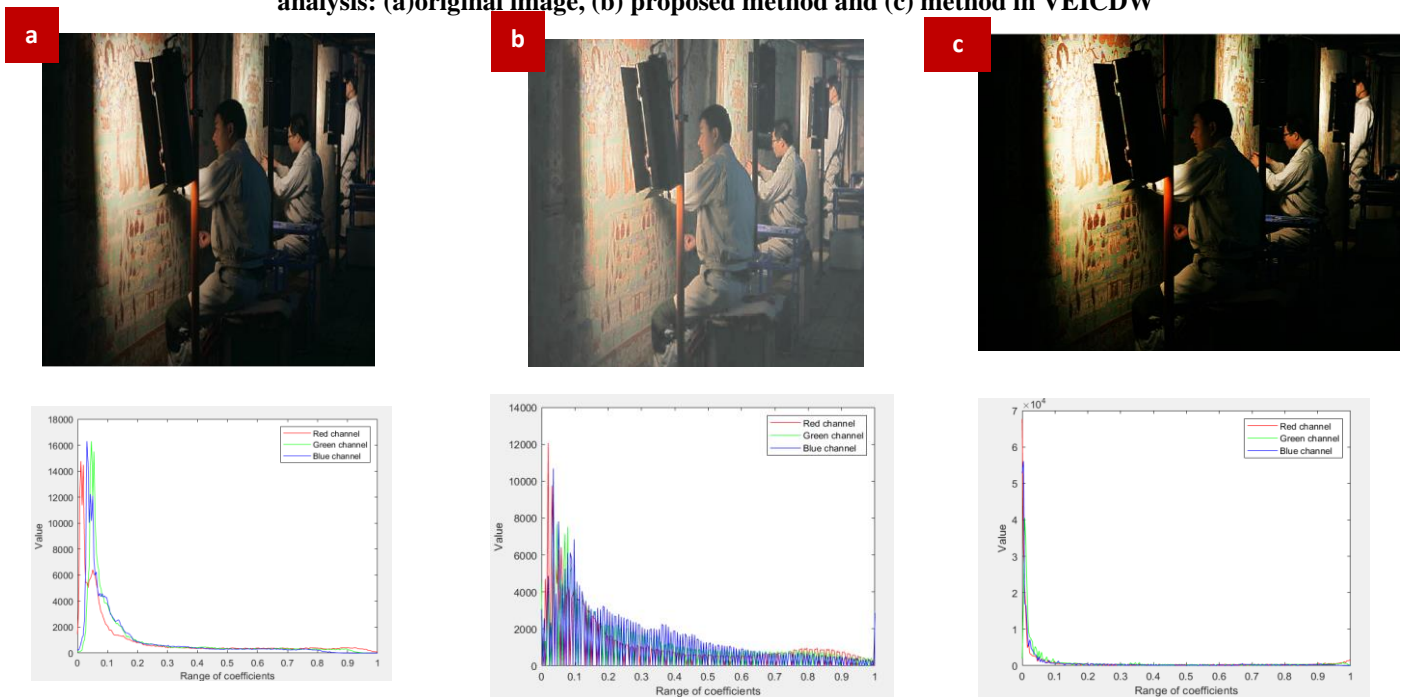 analysis: (a)original image, (b) proposed method and (c) method in VEICDW
a
b
c
18000
16000
14000
12000
10000
8000
6000
4000
2000
0
Value
0 0.1 0.2 0.3 0.4 0.5 0.6 0.7 0.8 0.9 1
Range of coefficients
Red channel
Green channel
Blue channel
14000
12000
10000
8000
6000
4000
2000
0
Value
0 0.1 0.2 0.3 0.4 0.5 0.6 0.7 0.8 0.9 1
Range of coefficients
Red channel
Green channel
Blue channel
×10^4
7
6
5
4
3
2
1
0
Value
0 0.1 0.2 0.3 0.4 0.5 0.6 0.7 0.8 0.9 1
Range of coefficients
Red channel
Green channel
Blue channel